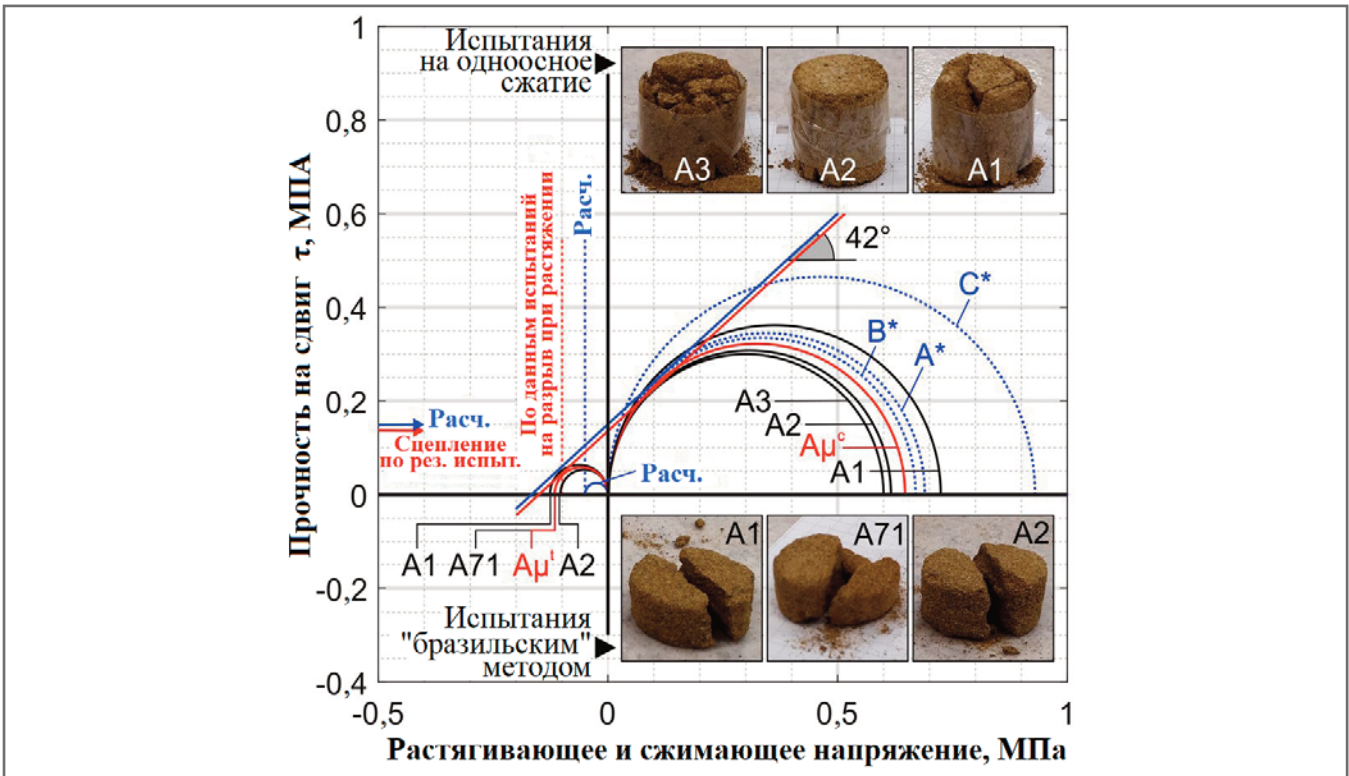 1
Испытания
на одноосное
сжатие
A3
A2
A1
0,8
Прочность на сдвиг τ, МПА
0,6
По данным испытаний
на разрыв при растяжении
Расч.
42°
C*
0,4
B*
A*
0,2
A3
A2
Aμᶜ
A1
Расч.
Сцепление
по рез. испыт.
Расч.
0
A1
A71
Aμᵗ
A2
A1
A71
A2
-0,2
Испытания
"бразильским"
методом
-0,4
-0,5
0
0,5
1
Растягивающее и сжимающее напряжение, МПа